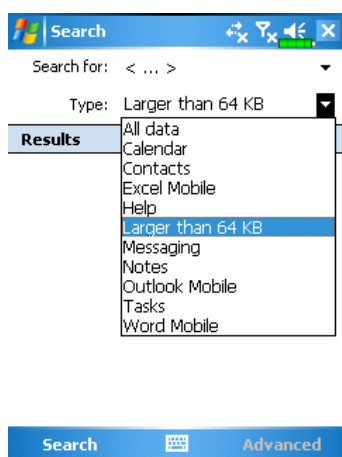 Search
Search for: < ... >
Type: Larger than 64 KB
Results
All data
Calendar
Contacts
Excel Mobile
Help
Larger than 64 KB
Messaging
Notes
Outlook Mobile
Tasks
Word Mobile
Search Advanced